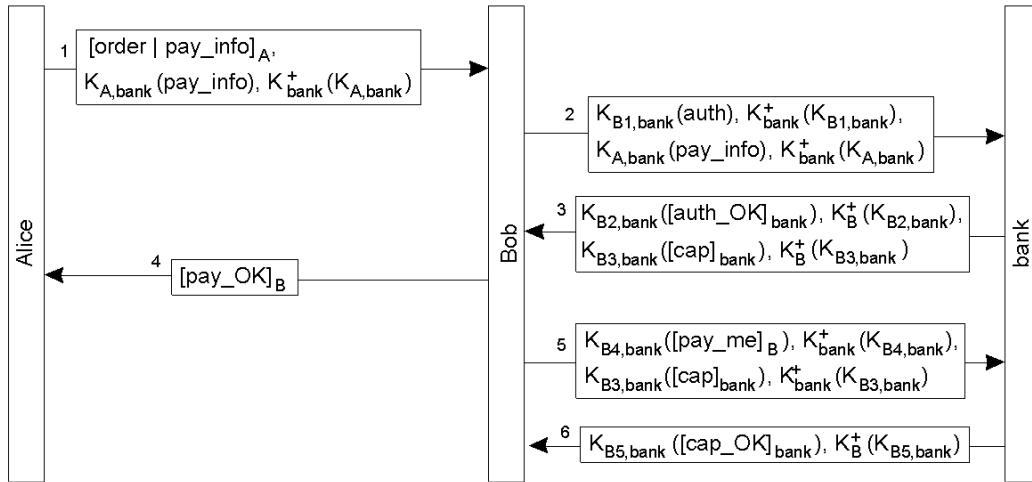 Alice
Bob
bank
1
[order | pay_info]A,
KA,bank(pay_info), K+bank(KA,bank)
2
KB1,bank(auth), K+bank(KB1,bank),
KA,bank(pay_info), K+bank(KA,bank)
3
KB2,bank([auth_OK]bank), K+B(KB2,bank),
KB3,bank([cap]bank), K+B(KB3,bank)
4
[pay_OK]B
5
KB4,bank([pay_me]B), K+bank(KB4,bank),
KB3,bank([cap]bank), K+bank(KB3,bank)
6
KB5,bank([cap_OK]bank), K+B(KB5,bank)